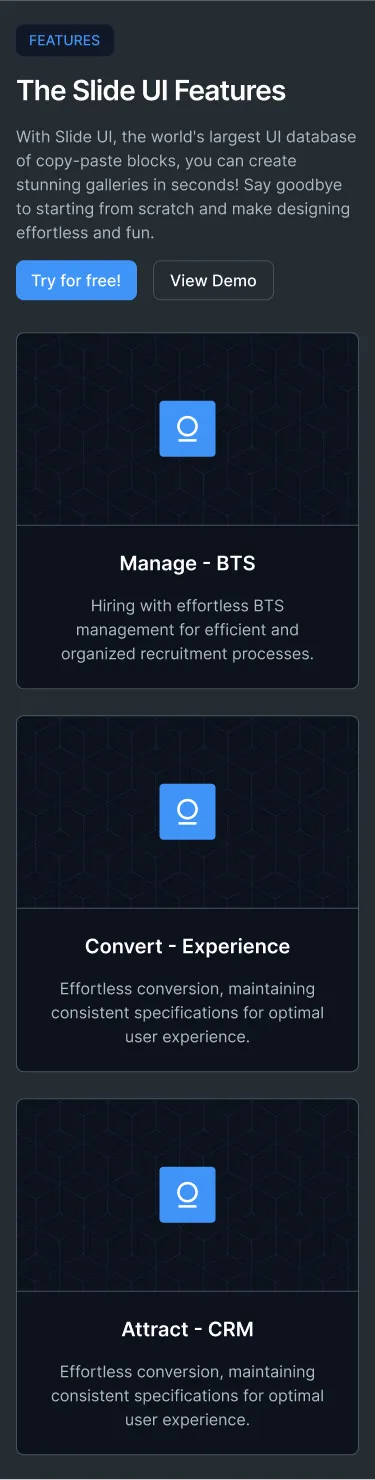 FEATURES
The Slide UI Features
With Slide UI, the world's largest UI database
of copy-paste blocks, you can create
stunning galleries in seconds! Say goodbye
to starting from scratch and make designing
effortless and fun.
Try for free!
View Demo
Manage - BTS
Hiring with effortless BTS
management for efficient and
organized recruitment processes.
Convert - Experience
Effortless conversion, maintaining
consistent specifications for optimal
user experience.
Attract - CRM
Effortless conversion, maintaining
consistent specifications for optimal
user experience.